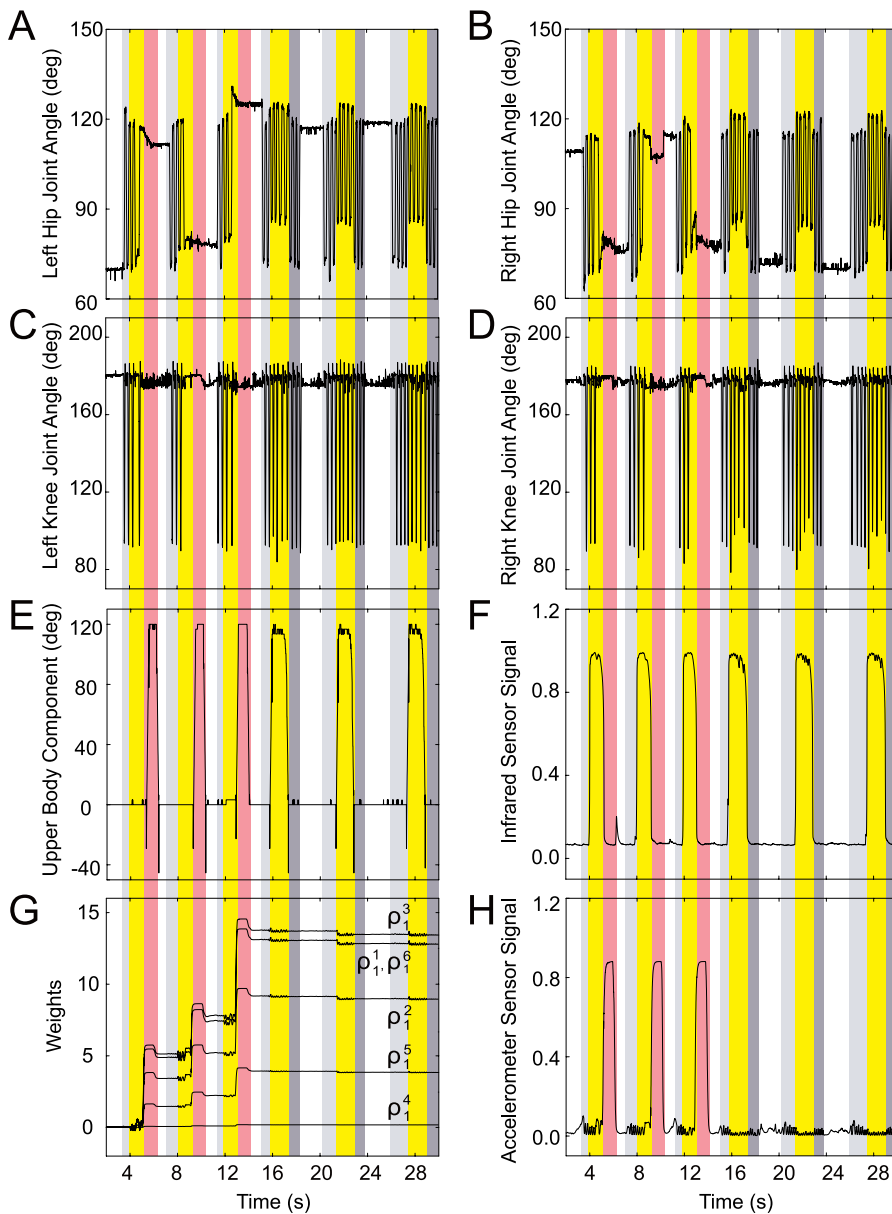 A
Left Hip Joint Angle (deg)
150
120
90
60
B
Right Hip Joint Angle (deg)
150
120
90
60
C
Left Knee Joint Angle (deg)
200
160
120
80
D
Right Knee Joint Angle (deg)
200
160
120
80
E
Upper Body Component (deg)
120
80
40
0
-40
F
Infrared Sensor Signal
1.2
0.8
0.4
0.0
G
Weights
15
10
5
0
ρ₁³
ρ₁¹, ρ₁⁶
ρ₁²
ρ₁⁵
ρ₁⁴
4 8 12 16 20 24 28
Time (s)
H
Accelerometer Sensor Signal
1.2
0.8
0.4
0.0
4 8 12 16 20 24 28
Time (s)